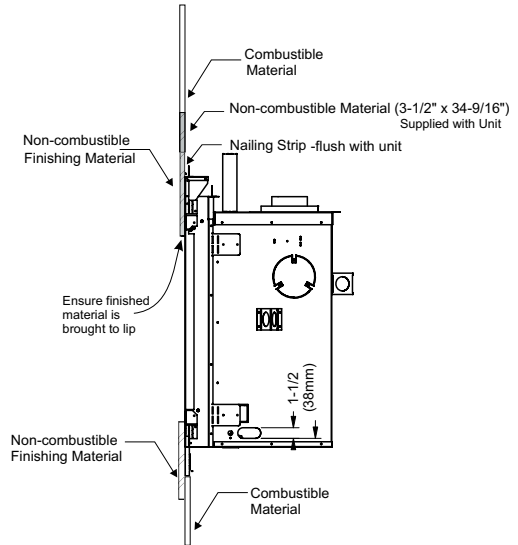 Combustible
Material
Non-combustible Material (3-1/2" x 34-9/16")
Supplied with Unit
Non-combustible
Finishing Material
Nailing Strip -flush with unit
Ensure finished
material is
brought to lip
1-1/2
(38mm)
Non-combustible
Finishing Material
Combustible
Material